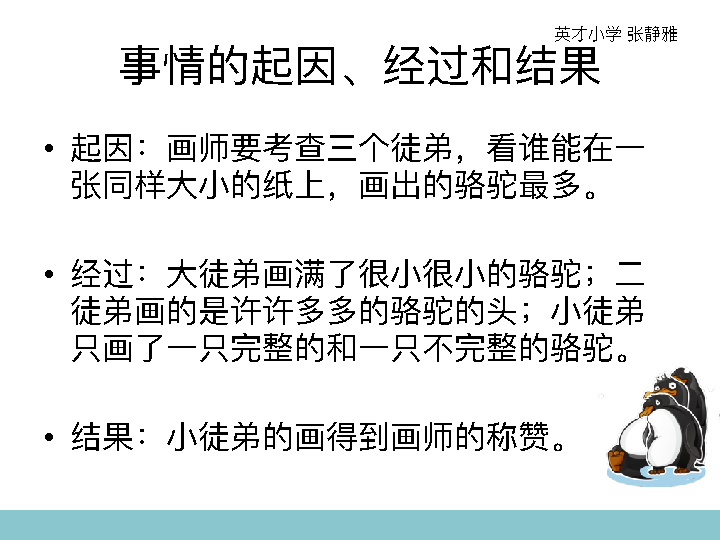 英才小学 张静雅
事情的起因、经过和结果
• 起因：画师要考查三个徒弟，看谁能在一
张同样大小的纸上，画出的骆驼最多。
• 经过：大徒弟画满了很小很小的骆驼；二
徒弟画的是许许多多的骆驼的头；小徒弟
只画了一只完整的和一只不完整的骆驼。
• 结果：小徒弟的画得到画师的称赞。